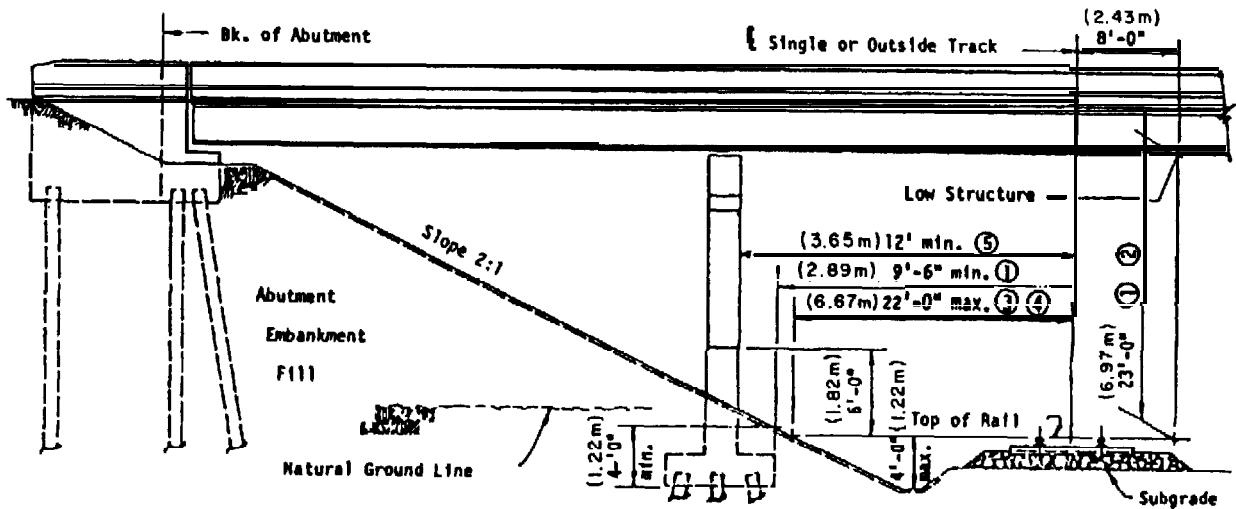 (2.43m)
8'-0"
Bk. of Abutment
℄ Single or Outside Track
Low Structure
Slope 2:1
(3.65m) 12' min. ⑤
(2.89m) 9'-6" min. ①
(6.67m) 22'-0" max. ③ ④
① ②
Abutment
Embankment
Fill
(6.97m)
23'-0"
(1.82m)
6'-0"
Top of Rail
4'-0" (1.22m)
max.
(1.22m)
4'-0"
min.
Natural Ground Line
Subgrade